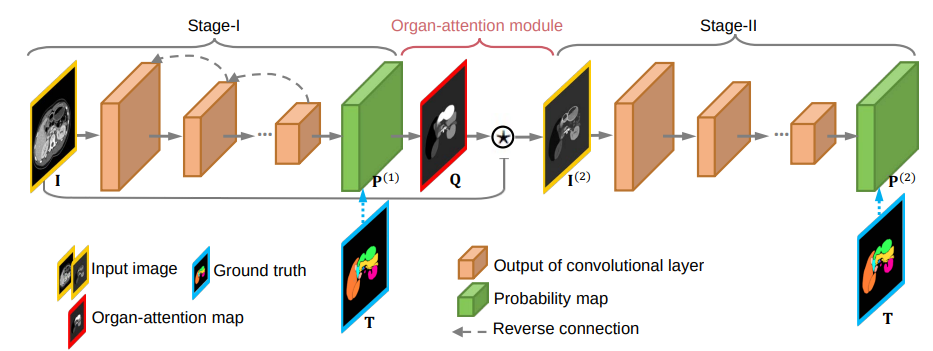 Stage-I
Organ-attention module
Stage-II
I
P(1)
Q
I(2)
P(2)
T
T
Input image
Ground truth
Organ-attention map
Output of convolutional layer
Probability map
Reverse connection